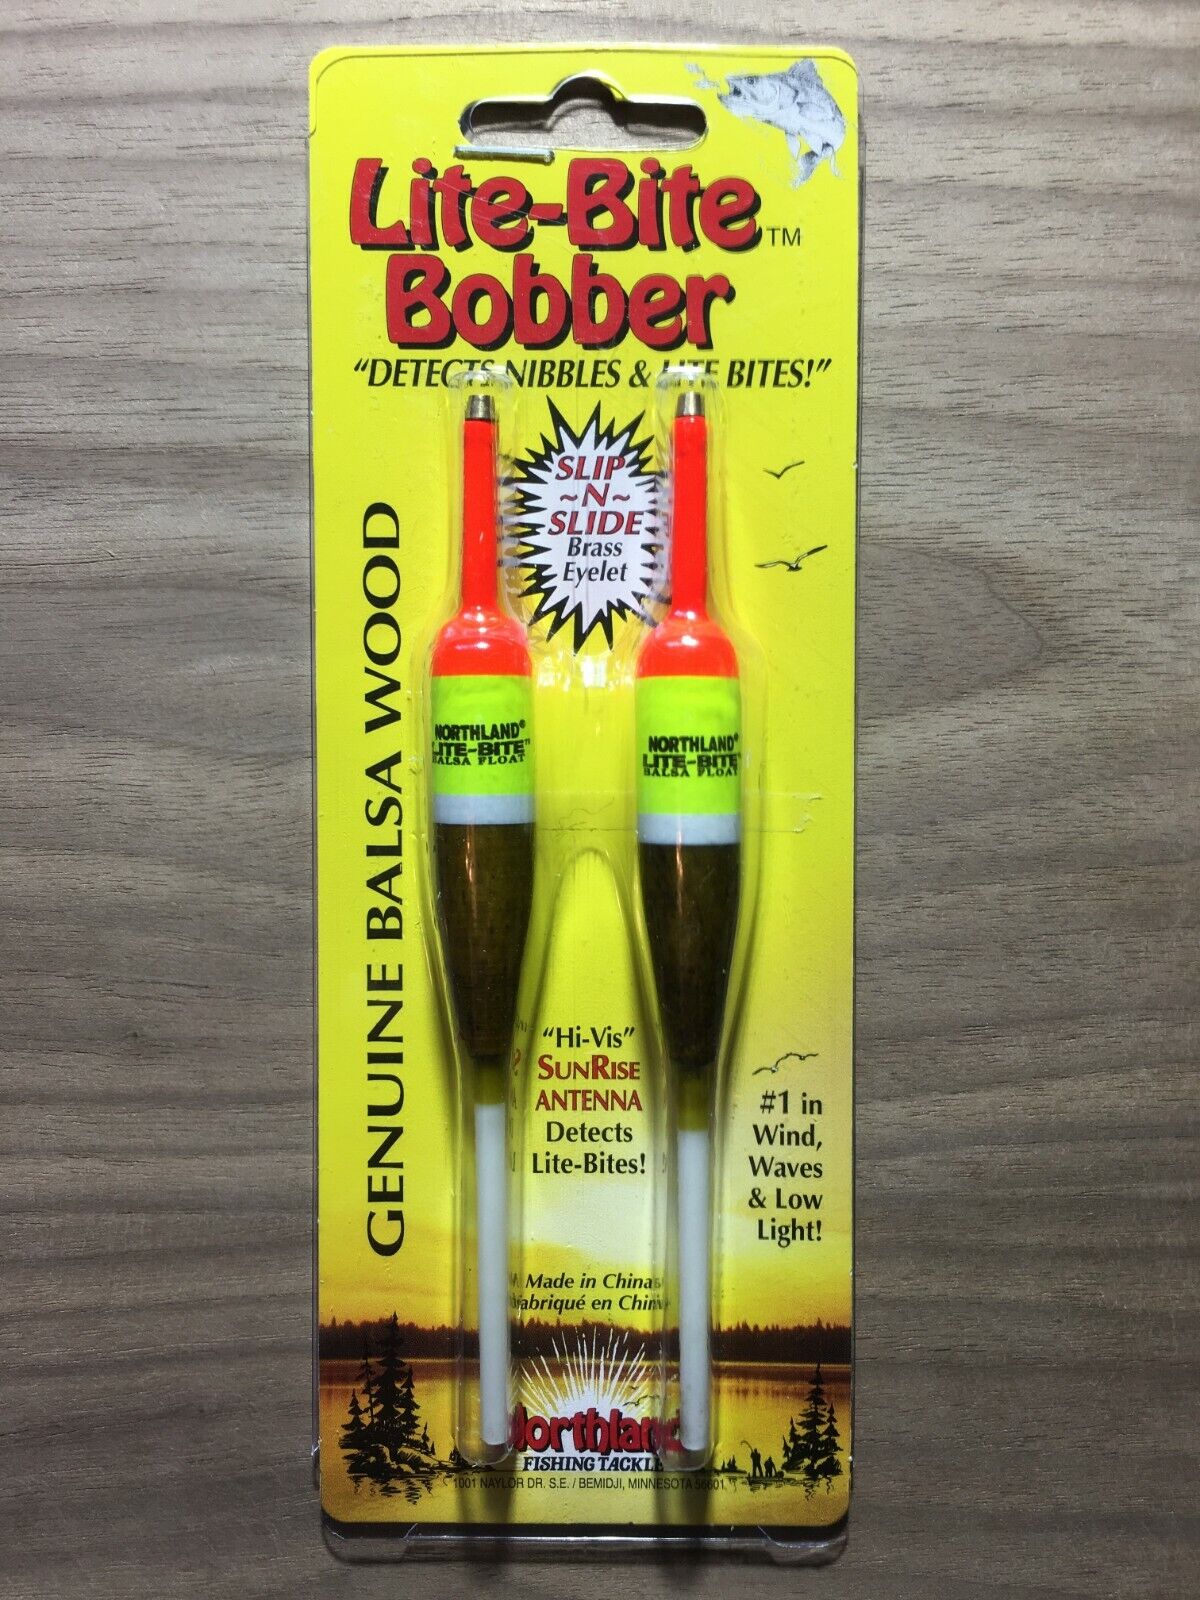 Lite-Bite™
Bobber
"DETECTS NIBBLES & LITE BITES!"
SLIP
~N~
SLIDE
Brass
Eyelet
GENUINE BALSA WOOD
NORTHLAND®
LITE-BITE™
BALSA FLOAT
NORTHLAND®
LITE-BITE™
BALSA FLOAT
"Hi-Vis"
SUNRISE
ANTENNA
Detects
Lite-Bites!
#1 in
Wind,
Waves
& Low
Light!
Made in China
Fabriqué en Chine
Northland
FISHING TACKLE
1001 NAYLOR DR. S.E. / BEMIDJI, MINNESOTA 56601